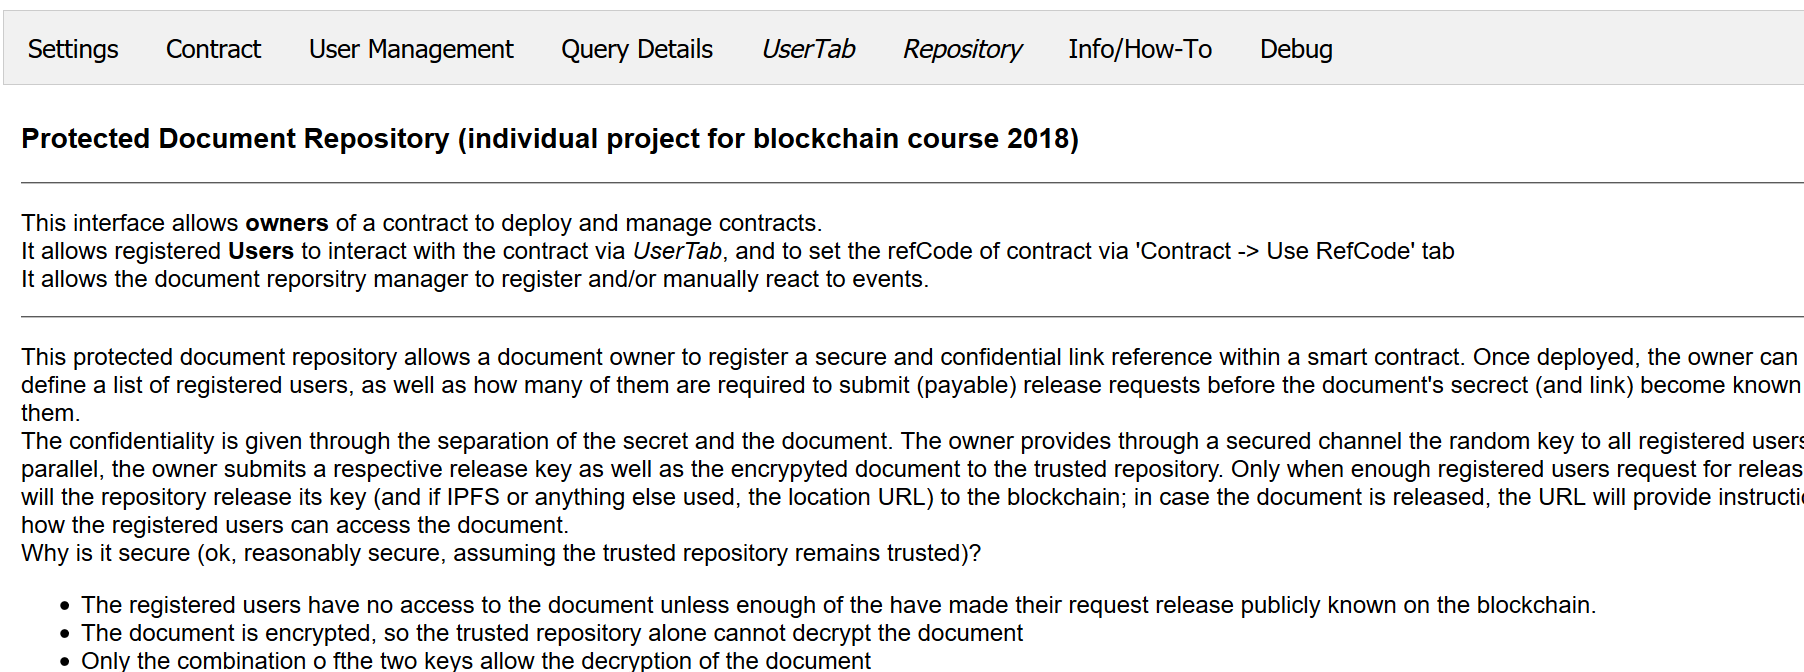 Settings Contract User Management Query Details UserTab Repository Info/How-To Debug
Protected Document Repository (individual project for blockchain course 2018)
This interface allows owners of a contract to deploy and manage contracts.
It allows registered Users to interact with the contract via UserTab, and to set the refCode of contract via 'Contract -> Use RefCode' tab
It allows the document reporsitry manager to register and/or manually react to events.
This protected document repository allows a document owner to register a secure and confidential link reference within a smart contract. Once deployed, the owner can
define a list of registered users, as well as how many of them are required to submit (payable) release requests before the document's secrect (and link) become known
them.
The confidentiality is given through the separation of the secret and the document. The owner provides through a secured channel the random key to all registered users
parallel, the owner submits a respective release key as well as the encrypyted document to the trusted repository. Only when enough registered users request for releas
will the repository release its key (and if IPFS or anything else used, the location URL) to the blockchain; in case the document is released, the URL will provide instructi
how the registered users can access the document.
Why is it secure (ok, reasonably secure, assuming the trusted repository remains trusted)?
• The registered users have no access to the document unless enough of the have made their request release publicly known on the blockchain.
• The document is encrypted, so the trusted repository alone cannot decrypt the document
• Only the combination o fthe two keys allow the decryption of the document